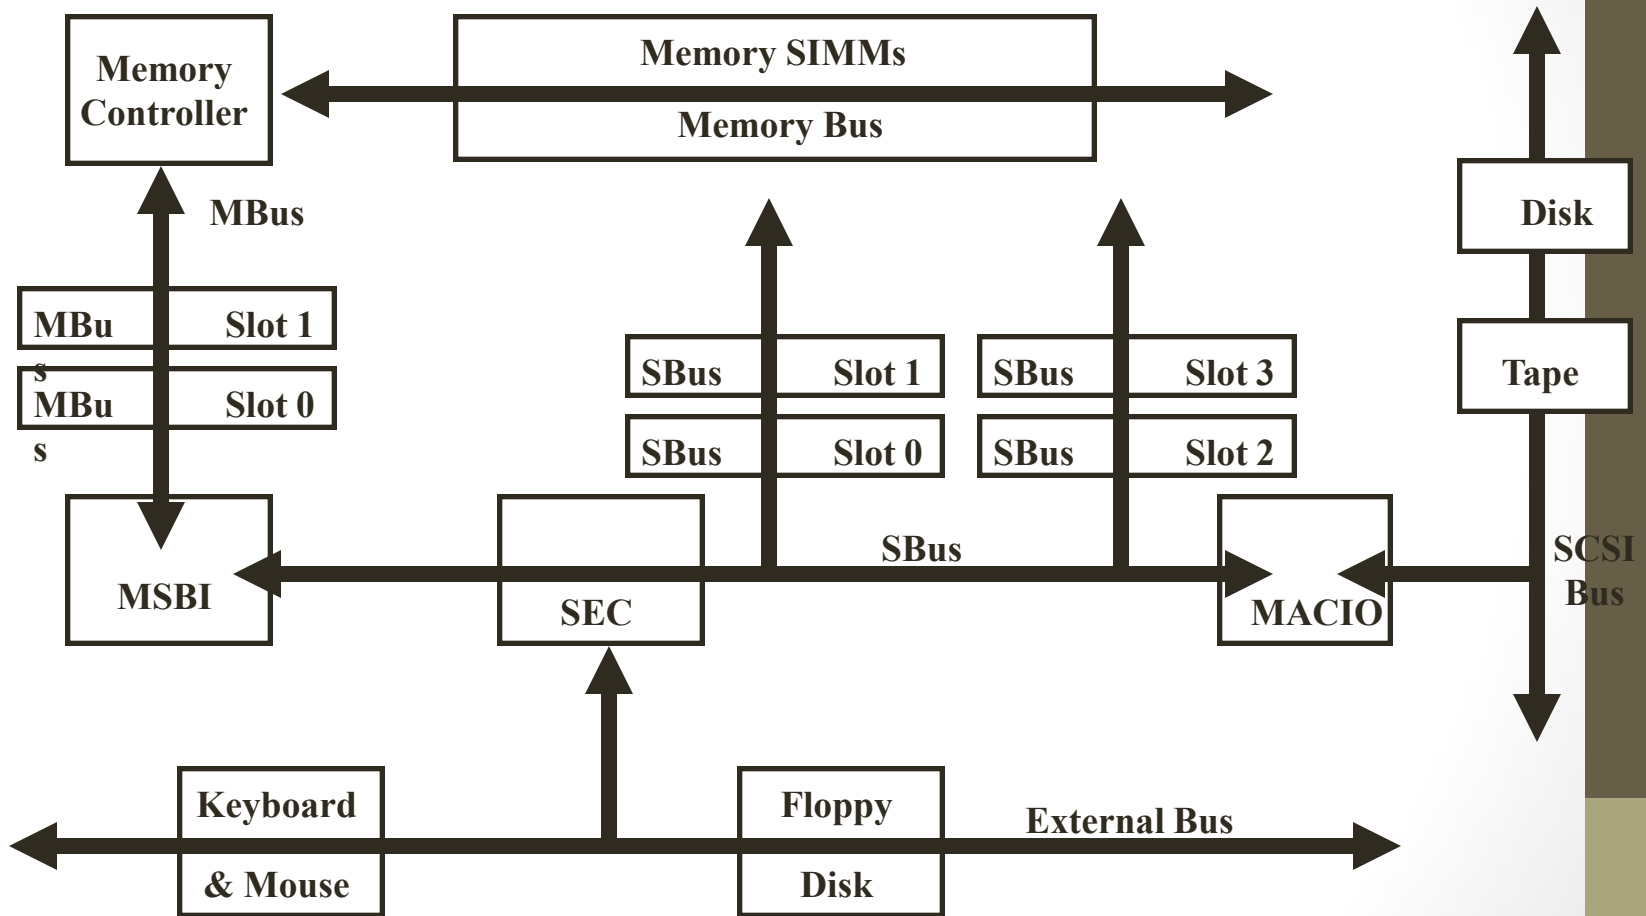 Memory
Controller
Memory SIMMs
Memory Bus
MBus
Disk
MBu
s
Slot 1
MBu
s
Slot 0
SBus Slot 1
SBus Slot 3
Tape
SBus Slot 0
SBus Slot 2
MSBI
SEC
SBus
MACIO
SCSI
Bus
Keyboard
& Mouse
Floppy
Disk
External Bus